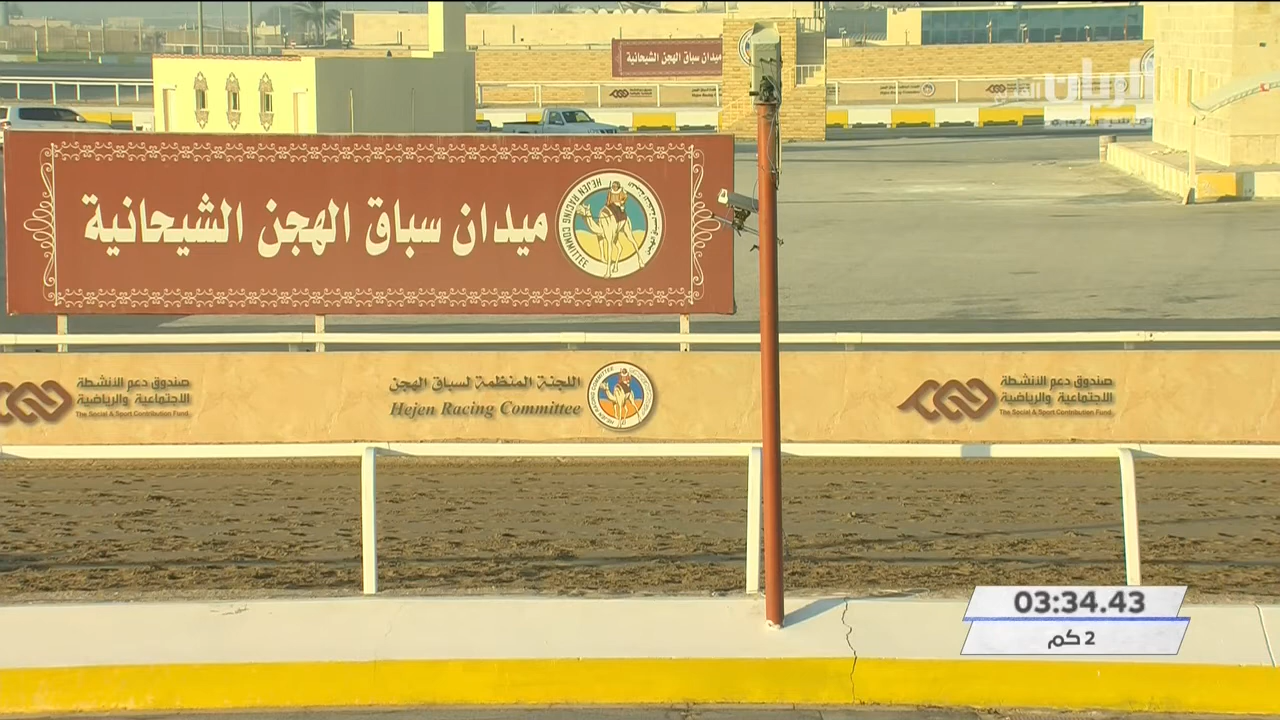 ميدان سباق الهجن الشيحانية
الريان
ميدان سباق الهجن الشيحانية
HEJEN RACING COMMITTEE
صندوق دعم الأنشطة
الاجتماعية والرياضية
The Social & Sport Contribution Fund
اللجنة المنظمة لسباق الهجن
Hejen Racing Committee
صندوق دعم الأنشطة
الاجتماعية والرياضية
The Social & Sport Contribution Fund
03:34.43
2 كم